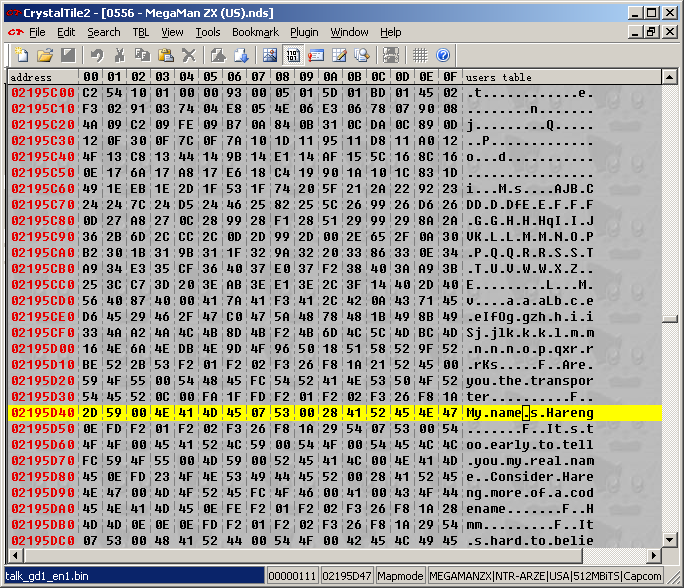 CrystalTile2 - [0556 - MegaMan ZX (US).nds]
File Edit Search TBL View Tools Bookmark Plugin Window Help
address 00 01 02 03 04 05 06 07 08 09 0A 0B 0C 0D 0E 0F users table
02195C00 C2 54 10 01 00 00 93 00 05 01 5D 01 BD 01 45 02 .t............e.
02195C10 F3 02 91 03 74 04 E8 05 4E 06 E3 06 78 07 90 08 ........n.......
02195C20 4A 09 C2 09 FE 09 B7 0A 84 0B 31 0C DA 0C 89 0D j.........Q.....
02195C30 12 0F 30 0F 7C 0F 7A 10 1D 11 95 11 D8 11 A0 12 ..P.............
02195C40 4F 13 C8 13 44 14 9B 14 E1 14 AF 15 5C 16 8C 16 o...d...........
02195C50 0E 17 6A 17 A8 17 E6 18 C4 19 90 1A 10 1C 83 1D ................
02195C60 49 1E EB 1E 2D 1F 53 1F 74 20 5F 21 2A 22 92 23 i...M.s....AJB.C
02195C70 24 24 7C 24 D5 24 46 25 82 25 5C 26 99 26 D6 26 DD.D.DfE.E.F.F.F
02195C80 0D 27 A8 27 0C 28 99 28 F1 28 51 29 99 29 8A 2A .G.G.H.H.HqI.I.J
02195C90 36 2B 6D 2C CC 2C 0D 2D 99 2D 00 2E 65 2F 0A 30 VK.L.L.M.M.N.O.P
02195CA0 B2 30 1B 31 9B 31 1F 32 9A 32 20 33 86 33 0E 34 .P.Q.Q.R.R.S.S.T
02195CB0 A9 34 E3 35 CF 36 40 37 E0 37 F2 38 40 3A A9 3B .T.U.V.W.W.X.Z..
02195CC0 25 3C C7 3D 20 3E AB 3E E1 3E 2C 3F 14 40 2D 40 E.........L...M.
02195CD0 56 40 87 40 00 41 7A 41 F3 41 2C 42 0A 43 71 45 v....a.a.aLb.c.e
02195CE0 D6 45 29 46 2F 47 C0 47 5A 48 78 48 1B 49 8B 49 .eIfOg.gzh.h.i.i
02195CF0 33 4A A2 4A 4C 4B 8D 4B F2 4B 6D 4C 5C 4D BC 4D Sj.jlk.k.k.l.m.m
02195D00 16 4E 6A 4E DB 4E 9D 4F 96 50 18 51 58 52 9F 52 .n.n.n.o.p.qxr.r
02195D10 BE 52 2B 53 F2 01 F2 02 F3 26 F8 1A 21 52 45 00 .rKs.....F..Are.
02195D20 59 4F 55 00 54 48 45 FC 54 52 41 4E 53 50 4F 52 you.the.transpor
02195D30 54 45 52 0C 00 FA 1F FD F2 01 F2 02 F3 26 F8 1A ter..........F..
02195D40 2D 59 00 4E 41 4D 45 07 53 00 28 41 52 45 4E 47 My.name.s.Hareng
02195D50 0E FD F2 01 F2 02 F3 26 F8 1A 29 54 07 53 00 54 .......F..It.s.t
02195D60 4F 4F 00 45 41 52 4C 59 00 54 4F 00 54 45 4C 4C oo.early.to.tell
02195D70 FC 59 4F 55 00 4D 59 00 52 45 41 4C 00 4E 41 4D .you.my.real.nam
02195D80 45 0E FD 23 4F 4E 53 49 44 45 52 00 28 41 52 45 e..Consider.Hare
02195D90 4E 47 00 4D 4F 52 45 FC 4F 46 00 41 00 43 4F 44 ng.more.of.a.cod
02195DA0 45 4E 41 4D 45 0E FE F2 01 F2 02 F3 26 F8 1A 28 ename.......F..H
02195DB0 4D 4D 0E 0E 0E 0E FD F2 01 F2 02 F3 26 F8 1A 29 54 mm.........F..It
02195DC0 07 53 00 48 41 52 44 00 54 4F 00 42 45 4C 49 45 .s.hard.to.belie
talk_gd1_en1.bin 00000111 02195D47 Mapmode MEGAMANZX|NTR-ARZE|USA|512MBiTS|Capcom